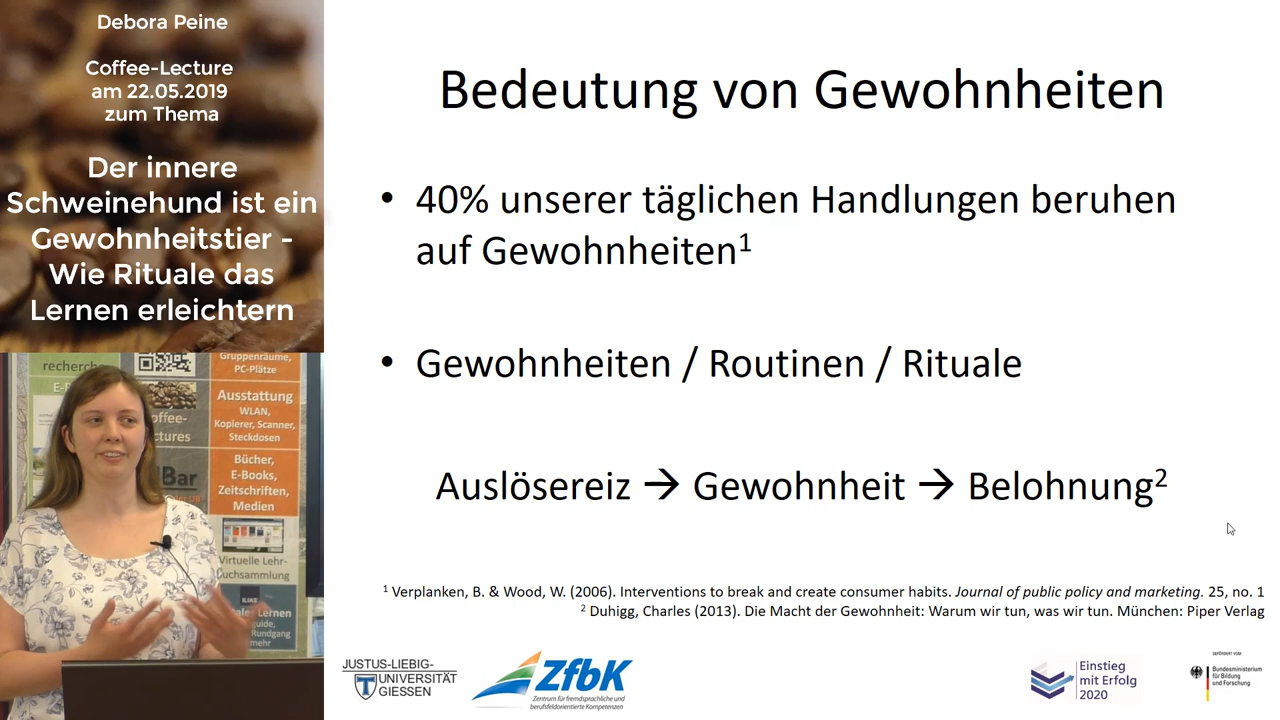 Debora Peine
Coffee-Lecture
am 22.05.2019
zum Thema
Der innere
Schweinehund ist ein
Gewohnheitstier -
Wie Rituale das
Lernen erleichtern
Bedeutung von Gewohnheiten
• 40% unserer täglichen Handlungen beruhen
auf Gewohnheiten¹
• Gewohnheiten / Routinen / Rituale
Auslösereiz → Gewohnheit → Belohnung²
¹ Verplanken, B. & Wood, W. (2006). Interventions to break and create consumer habits. Journal of public policy and marketing. 25, no. 1
² Duhigg, Charles (2013). Die Macht der Gewohnheit: Warum wir tun, was wir tun. München: Piper Verlag
JUSTUS-LIEBIG-
UNIVERSITÄT
GIESSEN
ZfbK
Zentrum für fremdsprachliche und
berufsfeldorientierte Kompetenzen
Einstieg
mit Erfolg
2020
GEFÖRDERT VOM
Bundesministerium
für Bildung
und Forschung
recherche
Gruppenräume,
PC-Plätze
Ausstattung
WLAN,
Kopierer, Scanner,
Steckdosen
Bar
Bücher,
E-Books,
Zeitschriften,
Medien
Virtuelle Lehr-
buchsammlung
ILIAS
Lernen
guide,
Rundgang
mehr